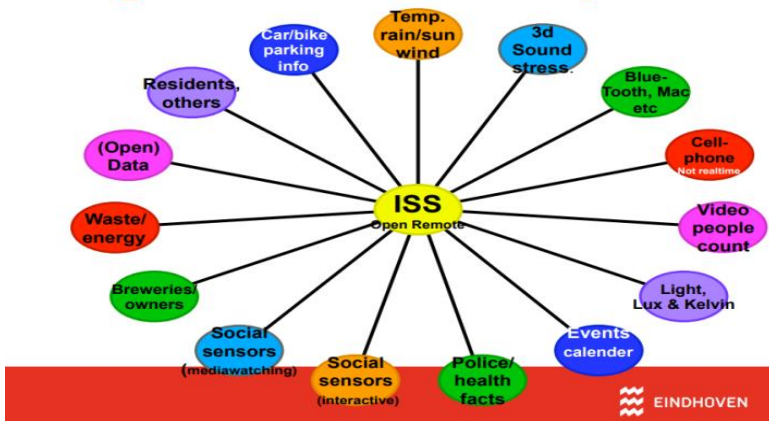 Temp.
rain/sun
wind
3d
Sound
stress.
Blue-
Tooth, Mac
etc
Cell-
phone
Not realtime
Video
people
count
Light,
Lux & Kelvin
Events
calender
Police/
health
facts
Social
sensors
(interactive)
Social
sensors
(mediawatching)
Breweries/
owners
Waste/
energy
(Open)
Data
Residents,
others
Car/bike
parking
info
ISS
Open Remote
EINDHOVEN